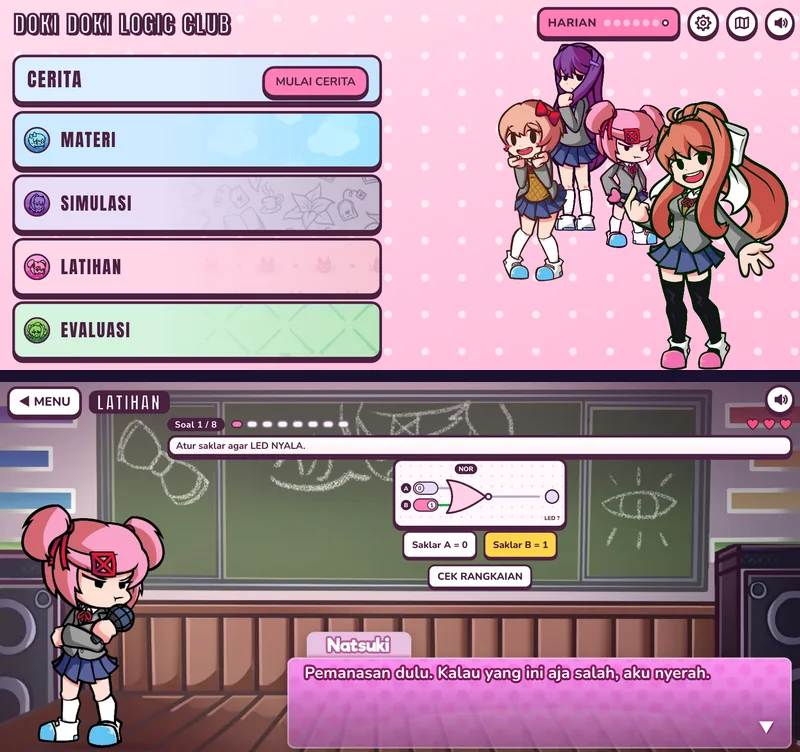 DOKI DOKI LOGIC CLUB
HARIAN
CERITA
MULAI CERITA
MATERI
SIMULASI
LATIHAN
EVALUASI
◀ MENU
LATIHAN
Soal 1 / 8
Atur saklar agar LED NYALA.
NOR
A 0
B 1
LED ?
Saklar A = 0
Saklar B = 1
CEK RANGKAIAN
Natsuki
Pemanasan dulu. Kalau yang ini aja salah, aku nyerah.